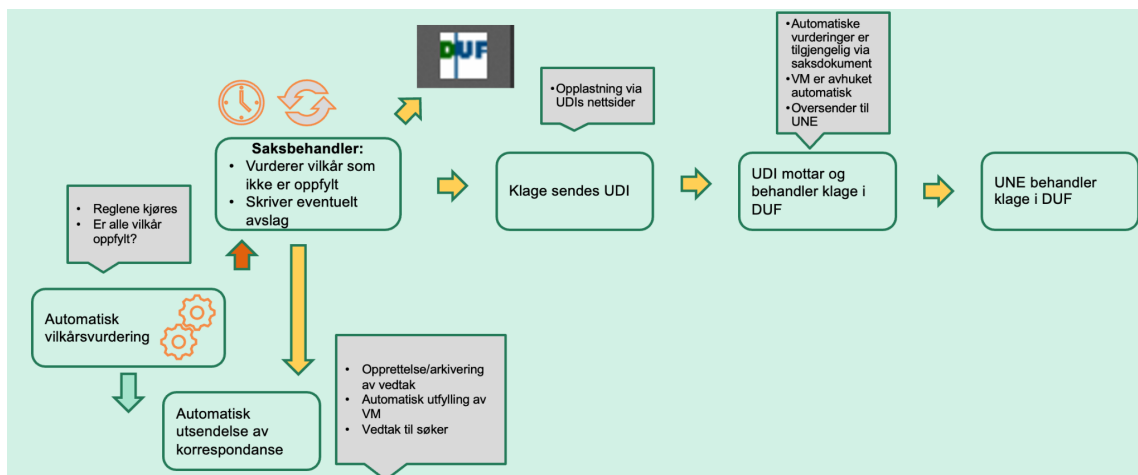 DUF
• Automatiske
vurderinger er
tilgjengelig via
saksdokument
• VM er avhuket
automatisk
• Oversender til
UNE
• Opplastning via
UDIs nettsider
Saksbehandler:
• Vurderer vilkår som
ikke er oppfylt
• Skriver eventuelt
avslag
Klage sendes UDI
UDI mottar og
behandler klage i
DUF
UNE behandler
klage i DUF
• Reglene kjøres
• Er alle vilkår
oppfylt?
Automatisk
vilkårsvurdering
• Opprettelse/arkivering
av vedtak
• Automatisk utfylling av
VM
• Vedtak til søker
Automatisk
utsendelse av
korrespondanse